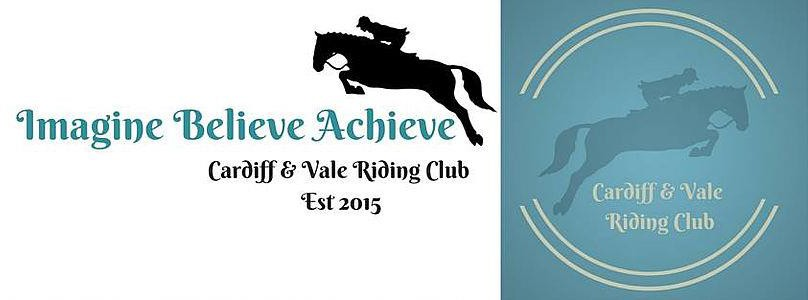 Imagine Believe Achieve
Cardiff & Vale Riding Club
Est 2015
Cardiff & Vale
Riding Club